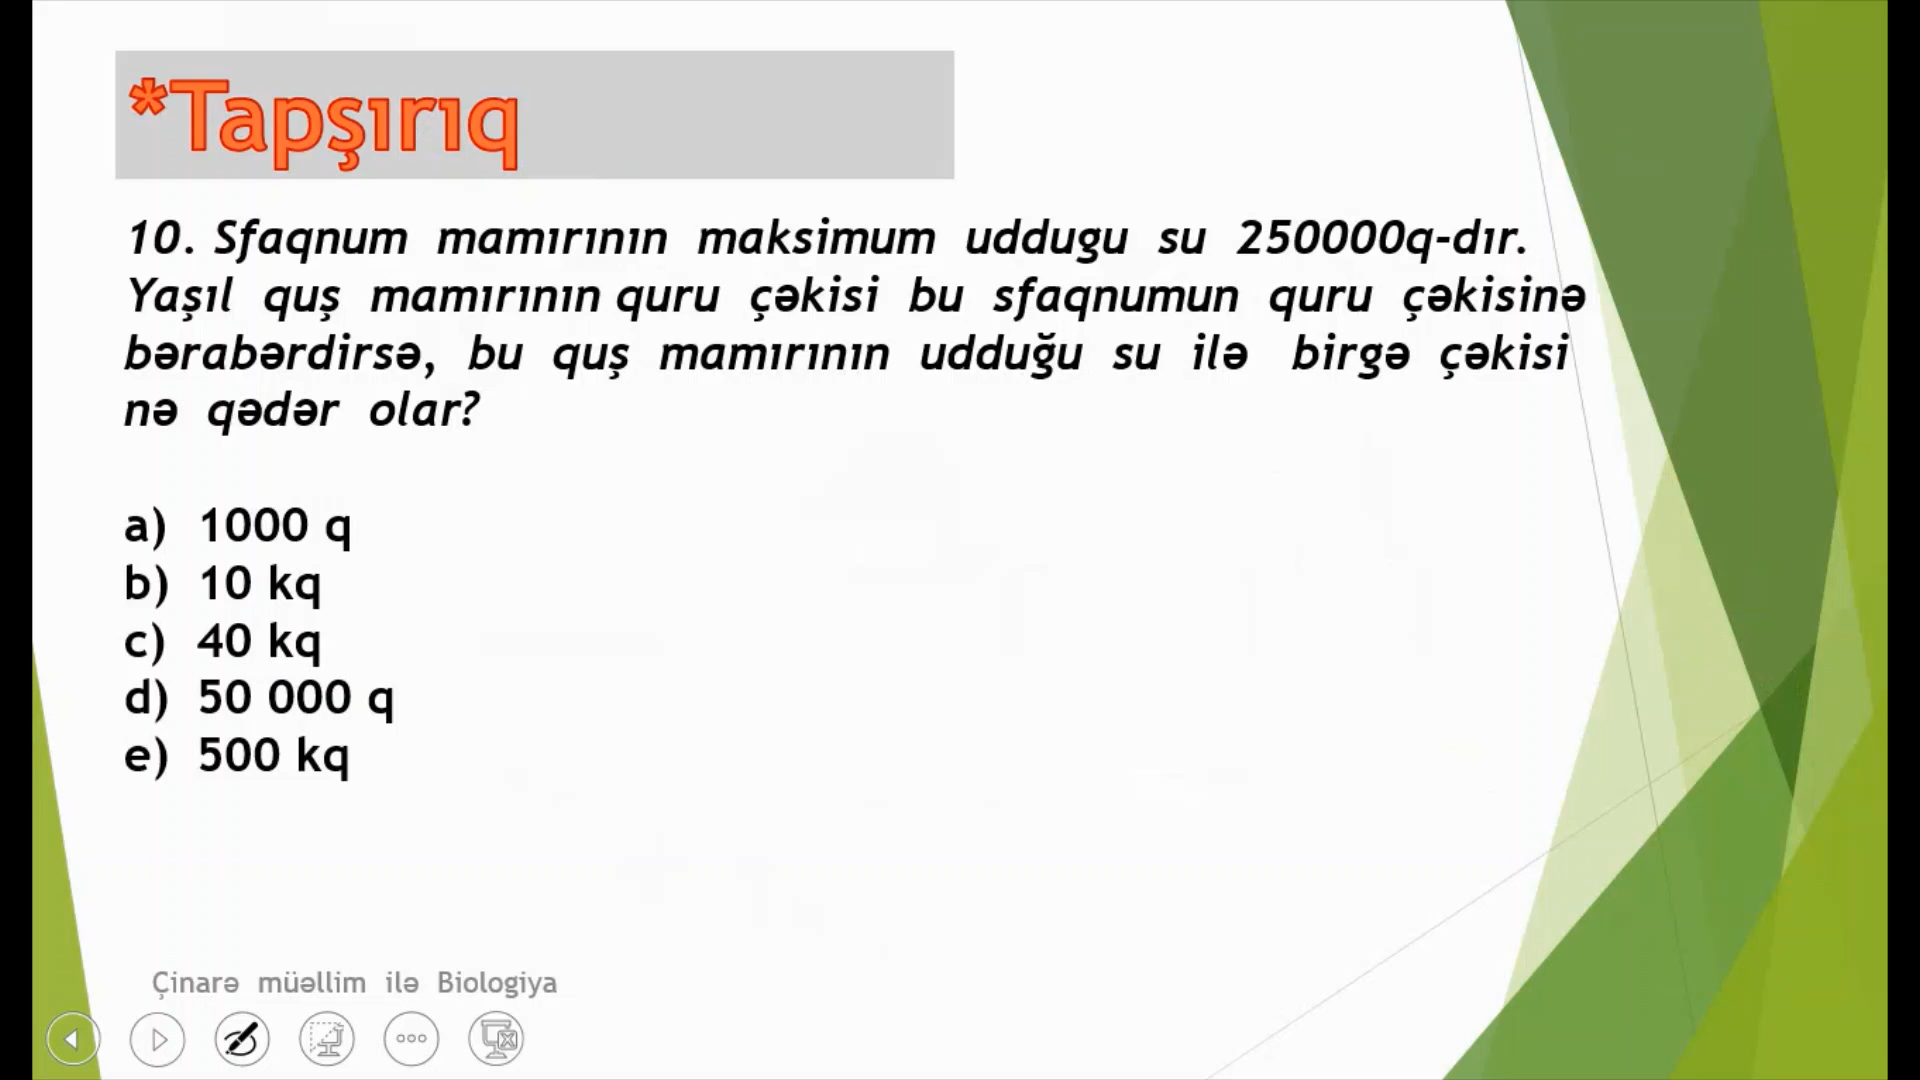 *Tapşırıq
10. Sfaqnum mamırının maksimum uddugu su 250000q-dır.
Yaşıl quş mamırının quru çəkisi bu sfaqnumun quru çəkisinə
bərabərdirsə, bu quş mamırının udduğu su ilə birgə çəkisi
nə qədər olar?
a) 1000 q
b) 10 kq
c) 40 kq
d) 50 000 q
e) 500 kq
Çinarə müəllim ilə Biologiya